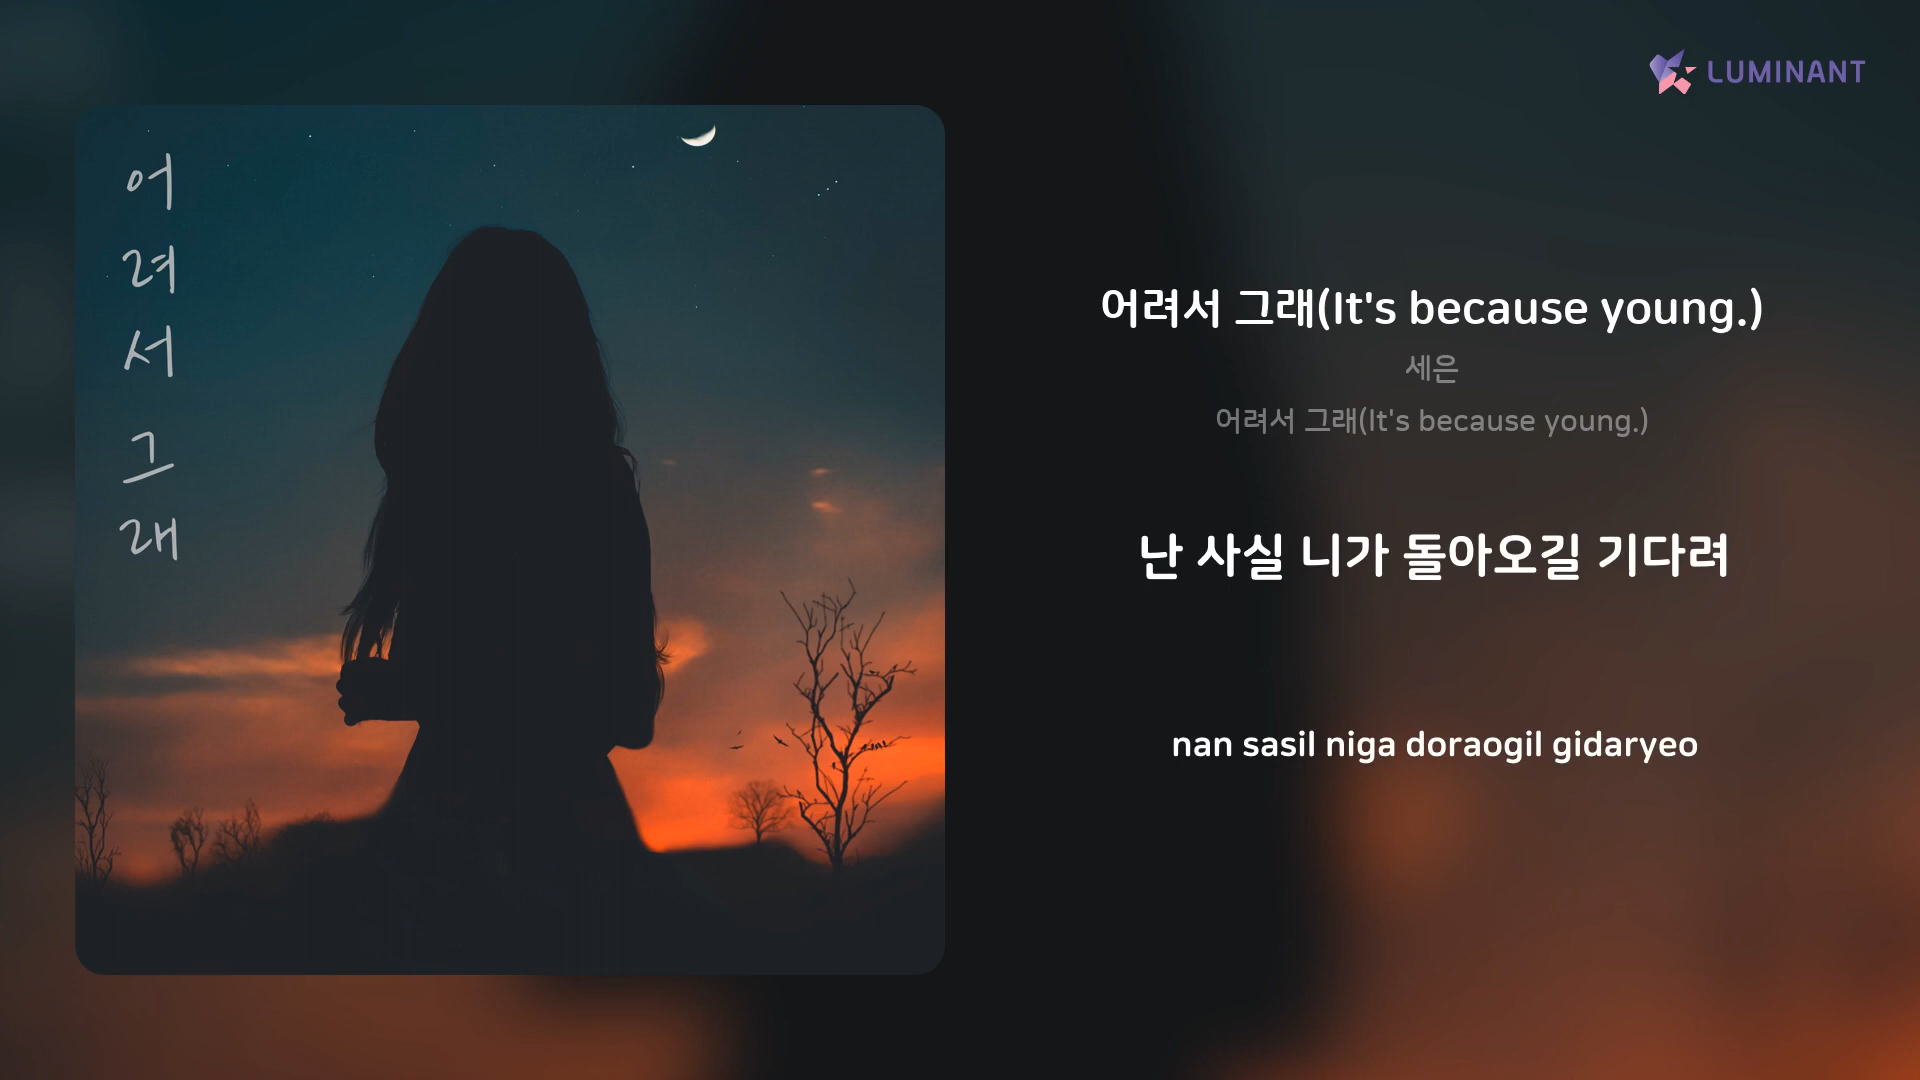 어
려
서
그
래
LUMINANT
어려서 그래(It's because young.)
세은
어려서 그래(It's because young.)
난 사실 니가 돌아오길 기다려
nan sasil niga doraogil gidaryeo